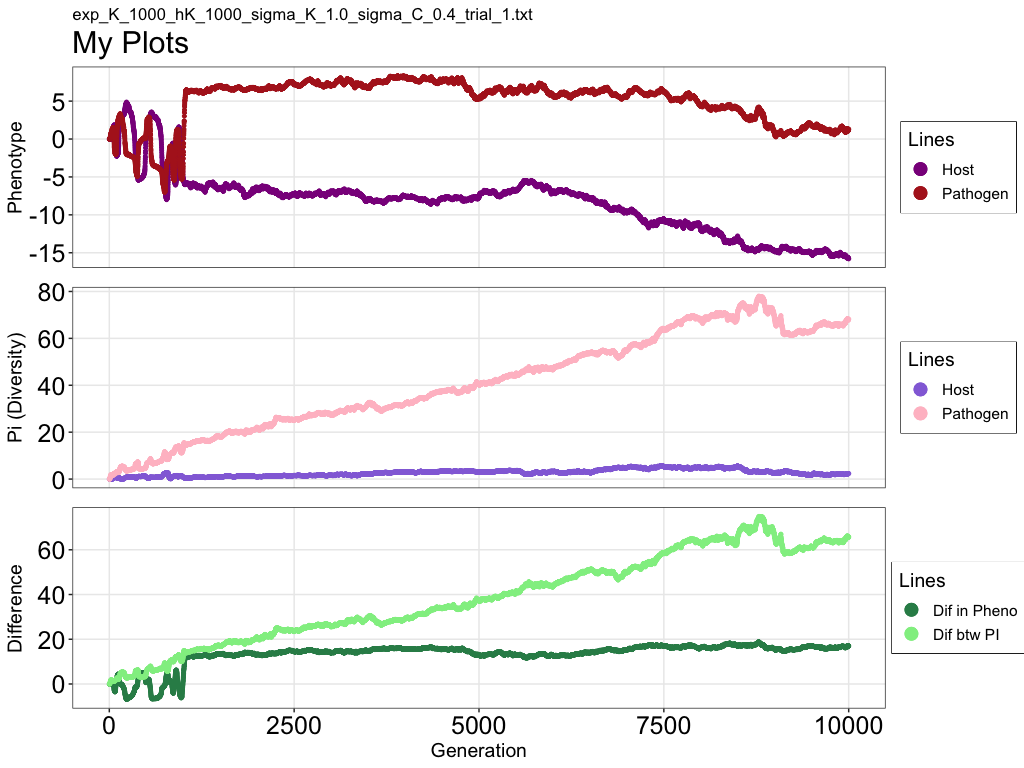 exp_K_1000_hK_1000_sigma_K_1.0_sigma_C_0.4_trial_1.txt
My Plots
Phenotype
5
0
-5
-10
-15
Lines
Host
Pathogen
Pi (Diversity)
80
60
40
20
0
Lines
Host
Pathogen
Difference
60
40
20
0
Lines
Dif in Pheno
Dif btw PI
0 2500 5000 7500 10000
Generation